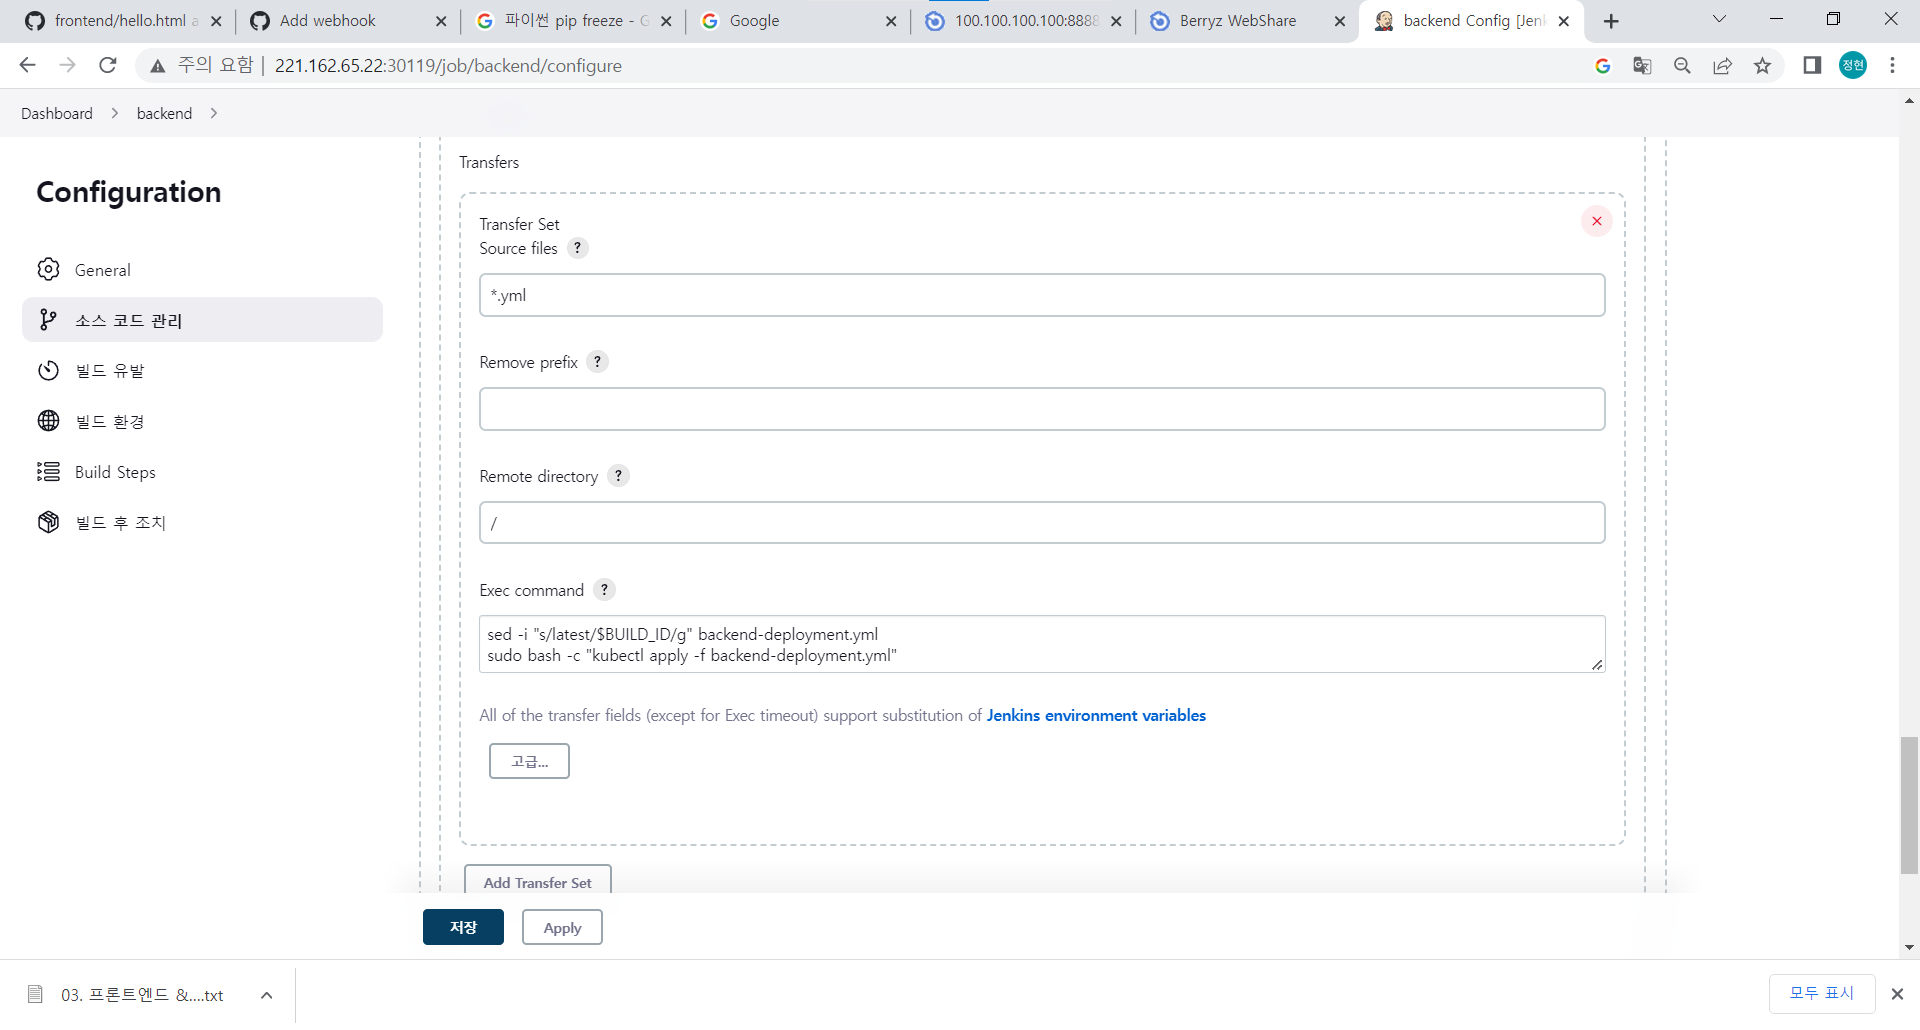 frontend/hello.html a
Add webhook
파이썬 pip freeze - G
Google
100.100.100.100:8888
Berryz WebShare
backend Config [Jenk
주의 요함
221.162.65.22:30119/job/backend/configure
정현
Dashboard
backend
Configuration
General
소스 코드 관리
빌드 유발
빌드 환경
Build Steps
빌드 후 조치
Transfers
Transfer Set
Source files ?
*.yml
Remove prefix ?
Remote directory ?
/
Exec command ?
sed -i "s/latest/$BUILD_ID/g" backend-deployment.yml
sudo bash -c "kubectl apply -f backend-deployment.yml"
All of the transfer fields (except for Exec timeout) support substitution of Jenkins environment variables
고급...
Add Transfer Set
저장
Apply
03. 프론트엔드 &....txt
모두 표시